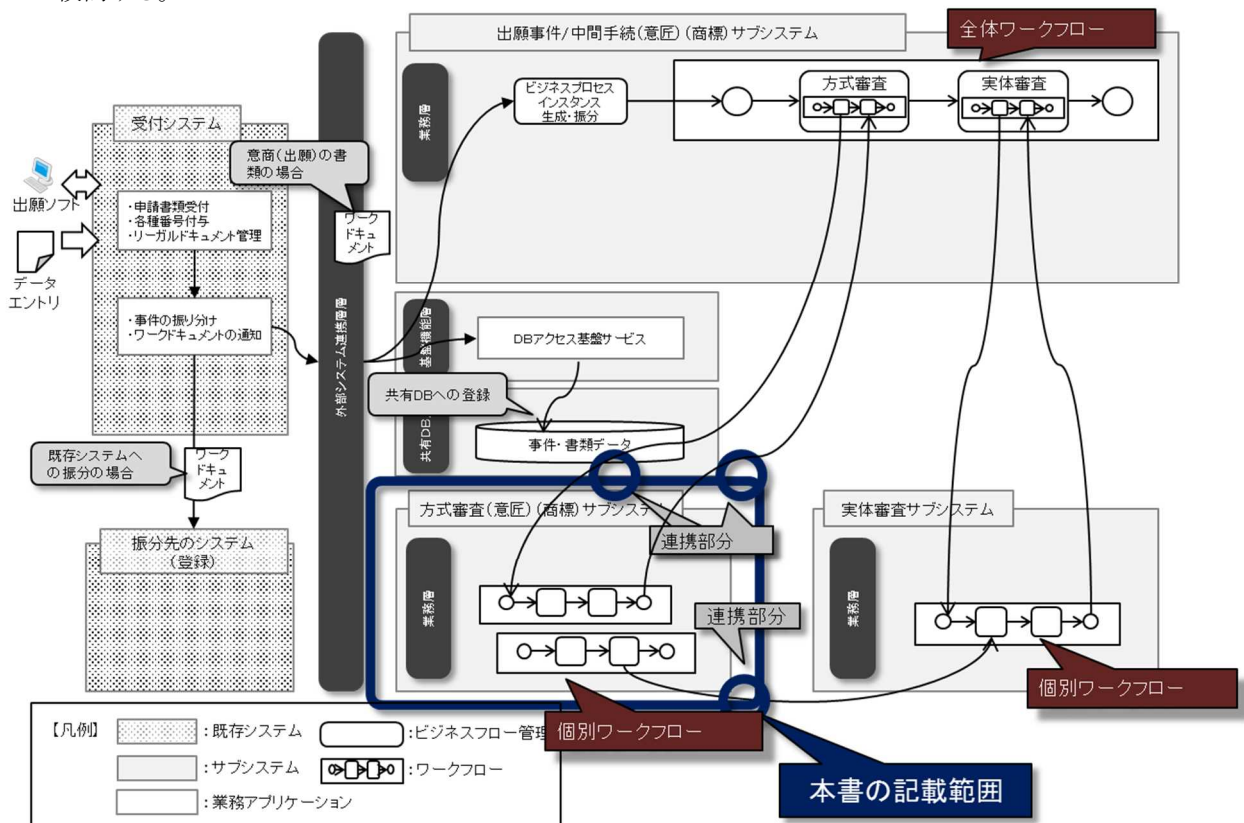 出願事件/中間手続(意匠)(商標)サブシステム
全体ワークフロー
業務層
ビジネスプロセス
インスタンス
生成・振分
方式審査
実体審査
受付システム
意商(出願)の書
類の場合
出願ソフト
・申請書類受付
・各種番号付与
・リーガルドキュメント管理
ワーク
ドキュ
メント
データ
エントリ
・事件の振り分け
・ワークドキュメントの通知
外部システム連携層層
基盤機能層
DBアクセス基盤サービス
共有DBへの登録
共有DB
事件・書類データ
既存システムへ
の振分の場合
ワーク
ドキュ
メント
方式審査(意匠)(商標)サブシステ
連携部分
実体審査サブシステム
振分先のシステム
(登録)
業務層
連携部分
業務層
個別ワークフロー
個別ワークフロー
【凡例】
:既存システム
:ビジネスフロー管理
:サブシステム
:ワークフロー
:業務アプリケーション
本書の記載範囲